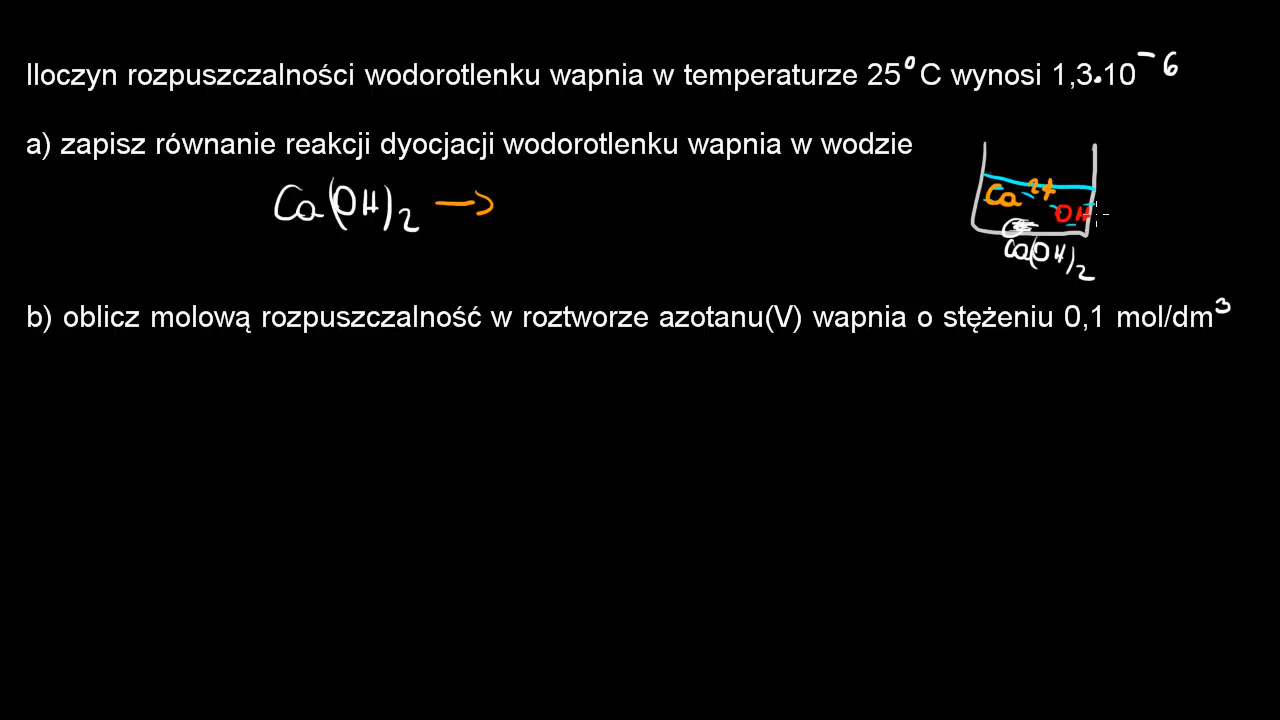 Iloczyn rozpuszczalności wodorotlenku wapnia w temperaturze 25⁰C wynosi 1,3·10⁻⁶
a) zapisz równanie reakcji dyocjacji wodorotlenku wapnia w wodzie
Ca(OH)₂ →
Ca²⁺
OH
Ca(OH)₂
b) oblicz molową rozpuszczalność w roztworze azotanu(V) wapnia o stężeniu 0,1 mol/dm³